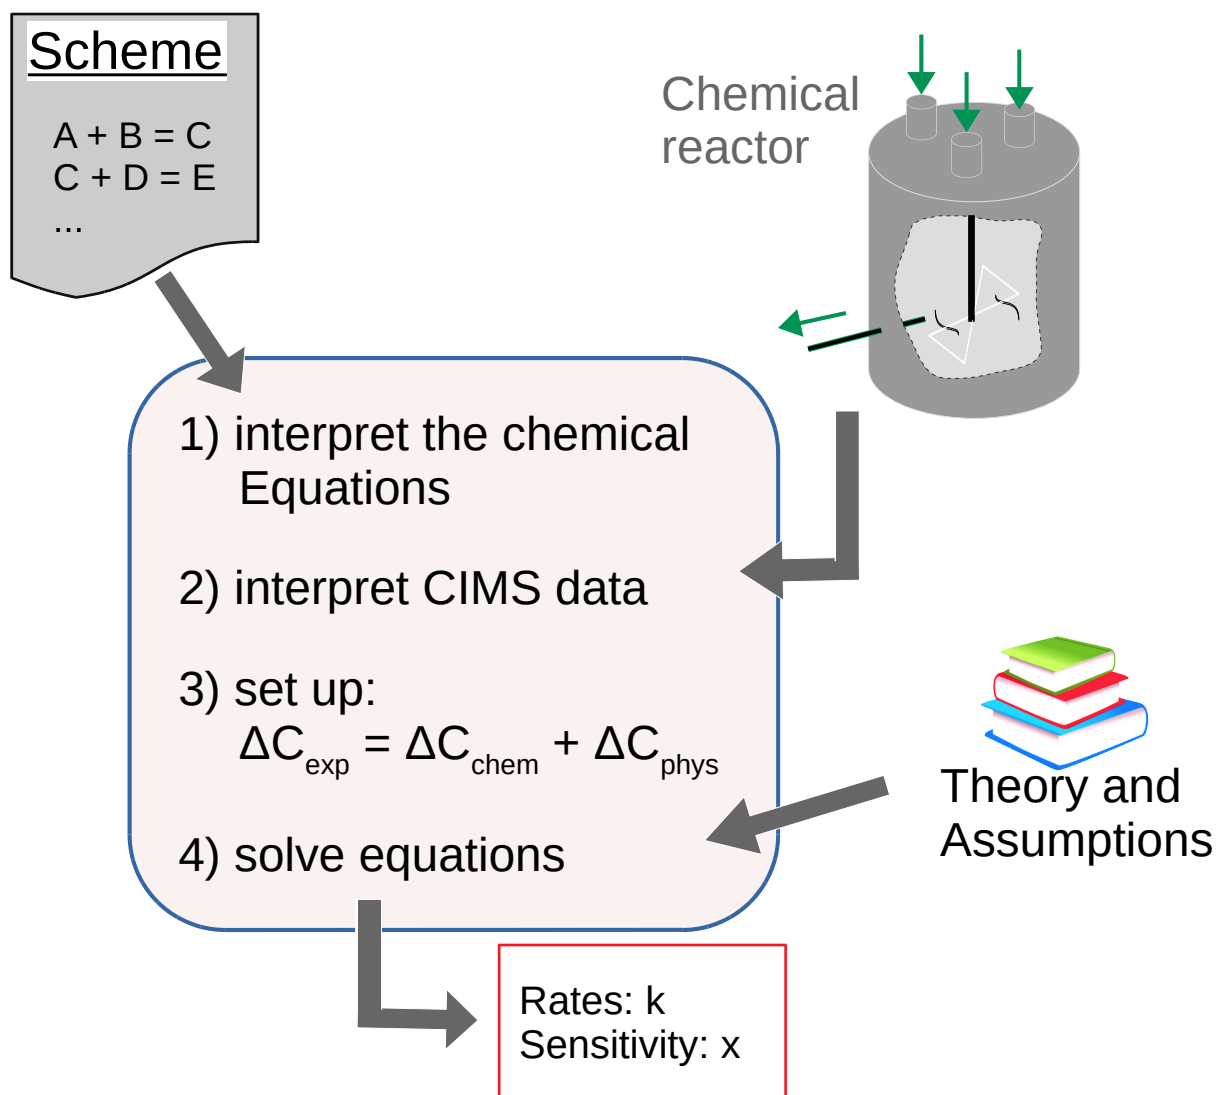 Scheme
A + B = C
C + D = E
...
Chemical
reactor
1) interpret the chemical
Equations
2) interpret CIMS data
3) set up:
ΔCexp = ΔCchem + ΔCphys
4) solve equations
Theory and
Assumptions
Rates: k
Sensitivity: x